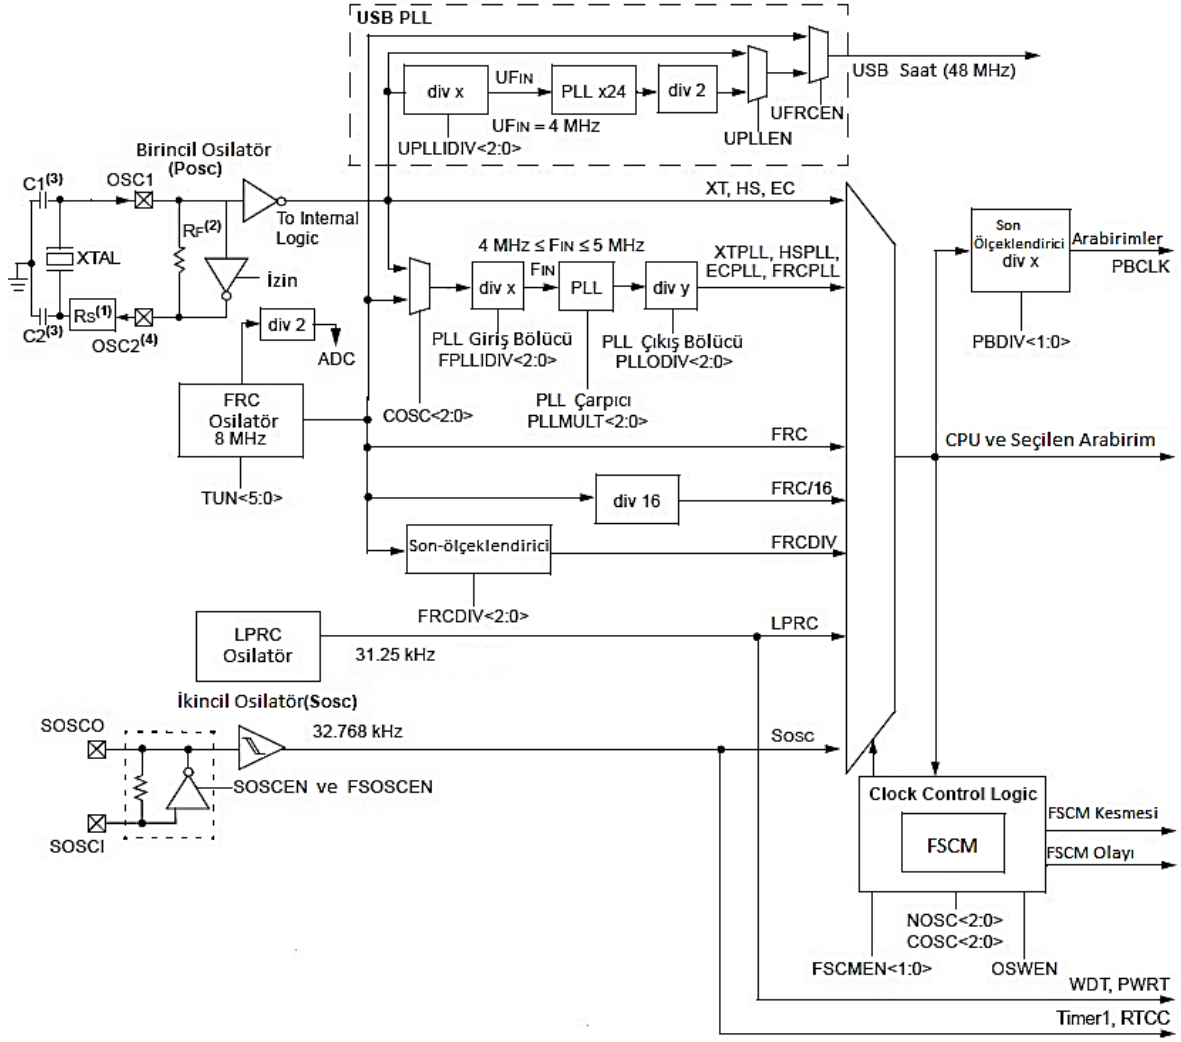 USB PLL
div x
UFIN
PLL x24
div 2
USB Saat (48 MHz)
UFIN = 4 MHz
UFRCEN
UPLLEN
UPLLIDIV<2:0>
Birincil Osilatör
(Posc)
C1(3)
OSC1
XT, HS, EC
To Internal
Logic
RF(2)
XTAL
İzin
C2(3)
RS(1)
OSC2(4)
4 MHz ≤ FIN ≤ 5 MHz
FIN
div x
PLL
div y
XTPLL, HSPLL,
ECPLL, FRCPLL
PLL Giriş Bölücü
FPLLIDIV<2:0>
PLL Çıkış Bölücü
PLLODIV<2:0>
COSC<2:0>
PLL Çarpıcı
PLLMULT<2:0>
Son
Ölçeklendirici
div x
Arabirimler
PBCLK
PBDIV<1:0>
div 2
ADC
FRC
Osilatör
8 MHz
TUN<5:0>
FRC
CPU ve Seçilen Arabirim
div 16
FRC/16
Son-ölçeklendirici
FRCDIV
FRCDIV<2:0>
LPRC
Osilatör
31.25 kHz
LPRC
İkincil Osilatör(Sosc)
SOSCO
32.768 kHz
Sosc
SOSCEN ve FSOSCEN
SOSCI
Clock Control Logic
FSCM
FSCM Kesmesi
FSCM Olayı
NOSC<2:0>
COSC<2:0>
FSCMEN<1:0>
OSWEN
WDT, PWRT
Timer1, RTCC